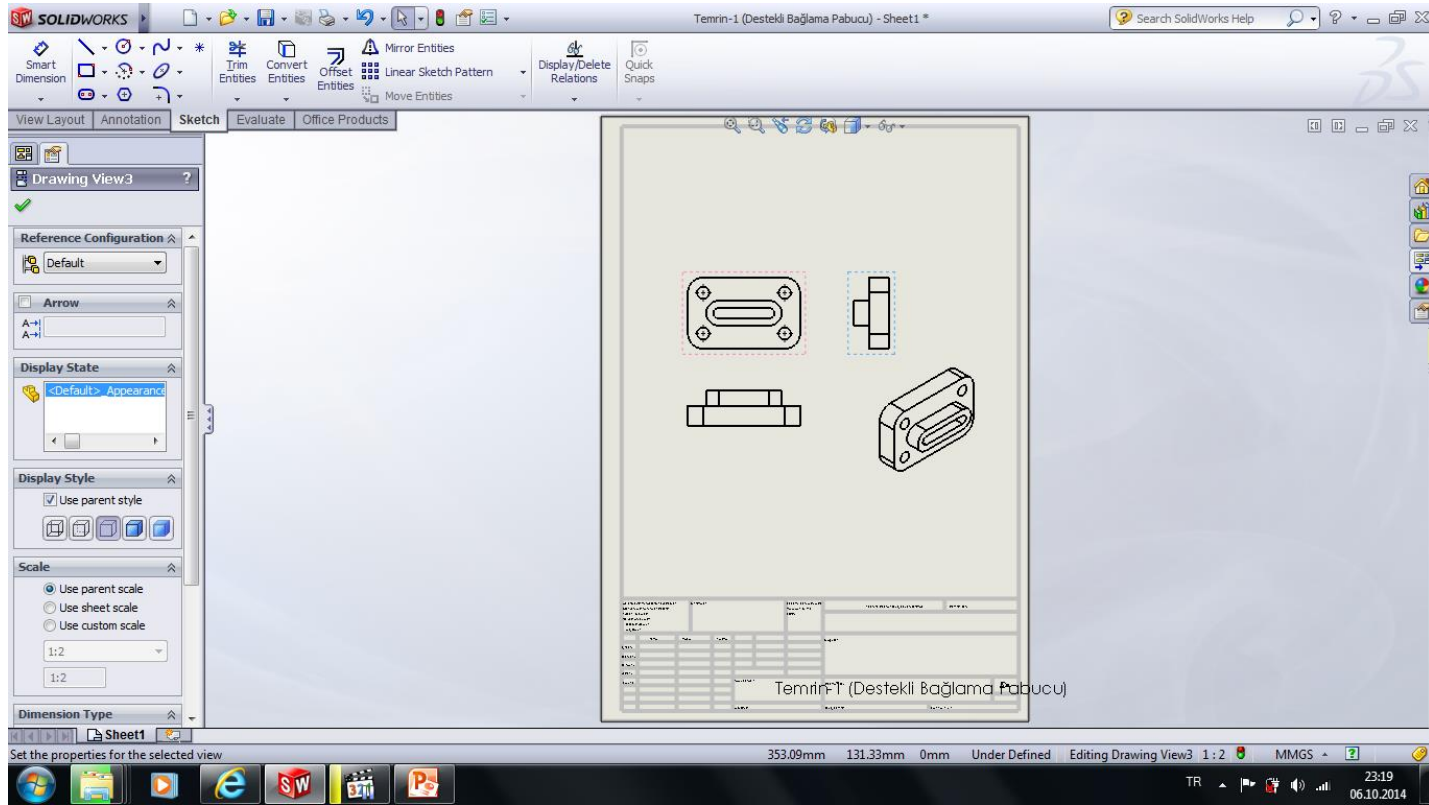 SOLIDWORKS
Temrin-1 (Destekli Bağlama Pabucu) - Sheet1 *
Search SolidWorks Help
Smart Dimension
Trim Entities
Convert Entities
Offset Entities
Mirror Entities
Linear Sketch Pattern
Move Entities
Display/Delete Relations
Quick Snaps
View Layout Annotation Sketch Evaluate Office Products
Drawing View3 ?
Reference Configuration
Default
Arrow
Display State
<Default>_Appearance
Display Style
Use parent style
Scale
Use parent scale
Use sheet scale
Use custom scale
1:2
1:2
Dimension Type
Temrin-1 (Destekli Bağlama Pabucu)
Sheet1
Set the properties for the selected view 353.09mm 131.33mm 0mm Under Defined Editing Drawing View3 1 : 2 MMGS
TR 23:19
06.10.2014